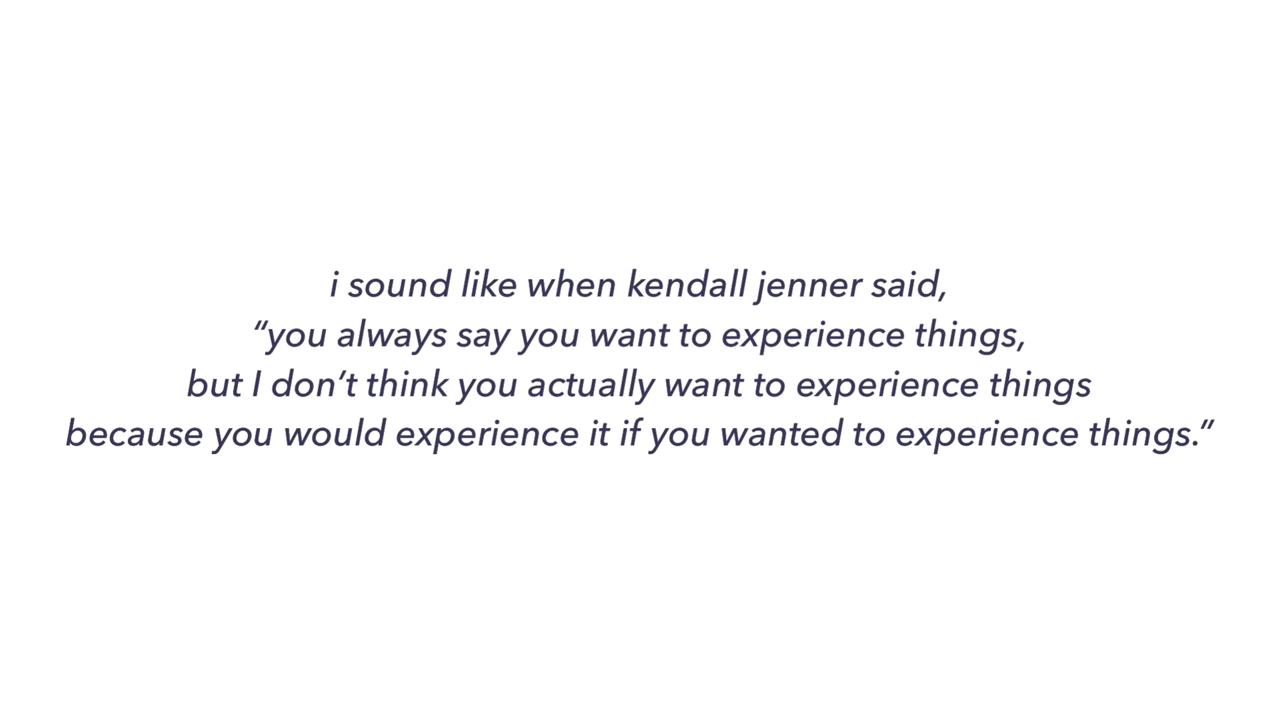 i sound like when kendall jenner said,
“you always say you want to experience things,
but I don’t think you actually want to experience things
because you would experience it if you wanted to experience things.”